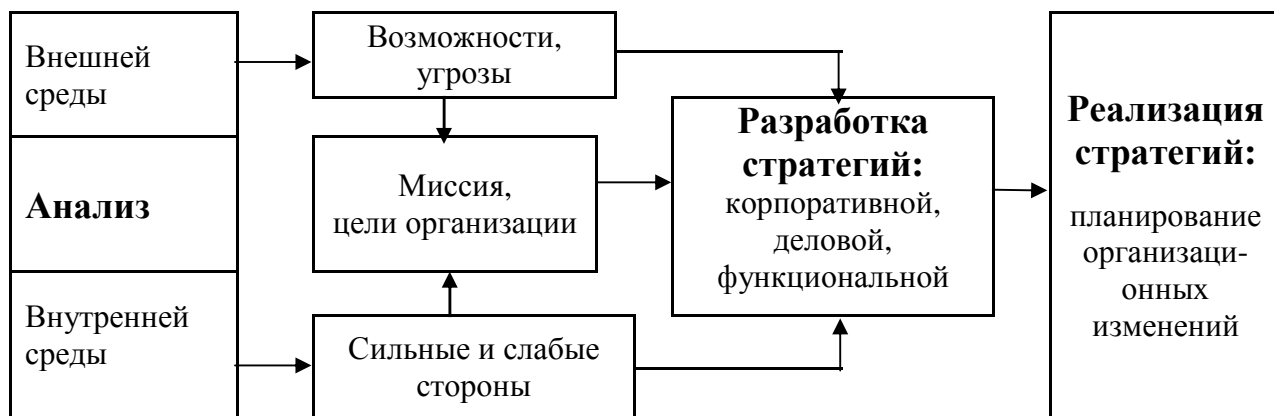 Внешней
среды
Анализ
Внутренней
среды
Возможности,
угрозы
Миссия,
цели организации
Сильные и слабые
стороны
Разработка
стратегий:
корпоративной,
деловой,
функциональной
Реализация
стратегий:
планирование
организаци-
онных
изменений